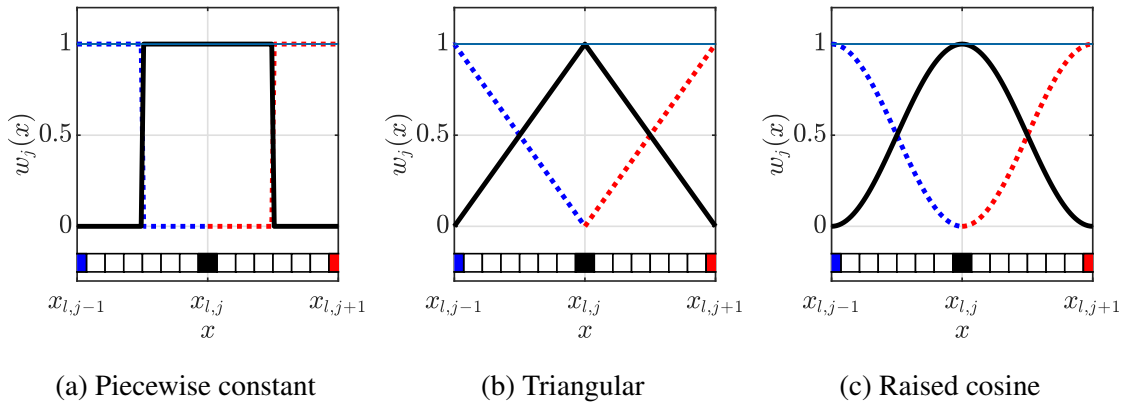 1
0.5
0
w_j(x)
x_{l,j-1} x_{l,j} x_{l,j+1}
x
(a) Piecewise constant
1
0.5
0
w_j(x)
x_{l,j-1} x_{l,j} x_{l,j+1}
x
(b) Triangular
1
0.5
0
w_j(x)
x_{l,j-1} x_{l,j} x_{l,j+1}
x
(c) Raised cosine